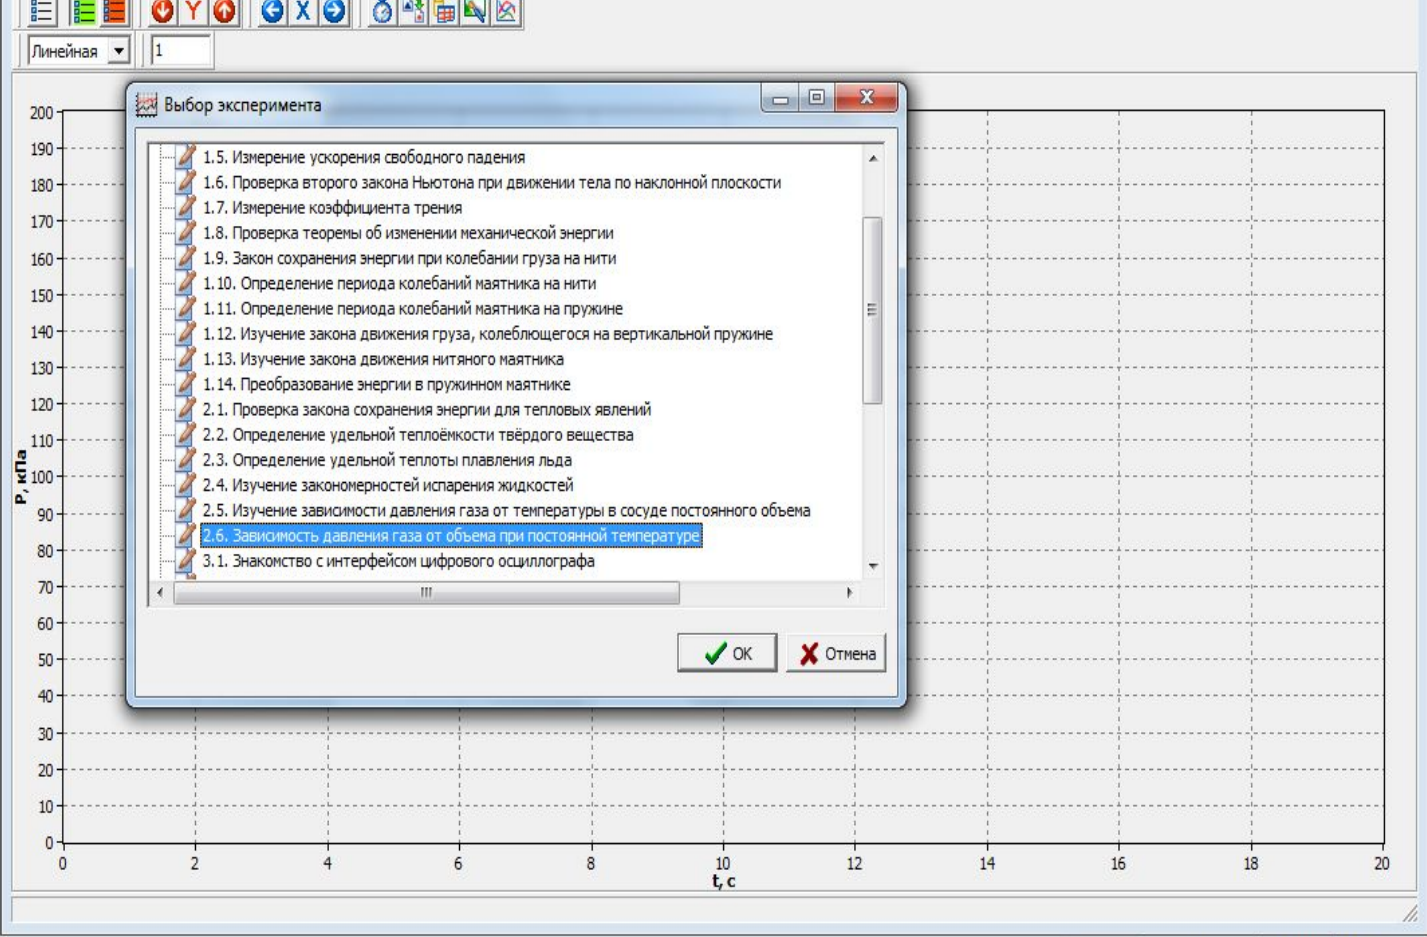 Y
X
Линейная
1
Выбор эксперимента
1.5. Измерение ускорения свободного падения
1.6. Проверка второго закона Ньютона при движении тела по наклонной плоскости
1.7. Измерение коэффициента трения
1.8. Проверка теоремы об изменении механической энергии
1.9. Закон сохранения энергии при колебании груза на нити
1.10. Определение периода колебаний маятника на нити
1.11. Определение периода колебаний маятника на пружине
1.12. Изучение закона движения груза, колеблющегося на вертикальной пружине
1.13. Изучение закона движения нитяного маятника
1.14. Преобразование энергии в пружинном маятнике
2.1. Проверка закона сохранения энергии для тепловых явлений
2.2. Определение удельной теплоёмкости твёрдого вещества
2.3. Определение удельной теплоты плавления льда
2.4. Изучение закономерностей испарения жидкостей
2.5. Изучение зависимости давления газа от температуры в сосуде постоянного объема
2.6. Зависимость давления газа от объема при постоянной температуре
3.1. Знакомство с интерфейсом цифрового осциллографа
OK
Отмена
P, кПа
200
190
180
170
160
150
140
130
120
110
100
90
80
70
60
50
40
30
20
10
0
0 2 4 6 8 10 12 14 16 18 20
t, c